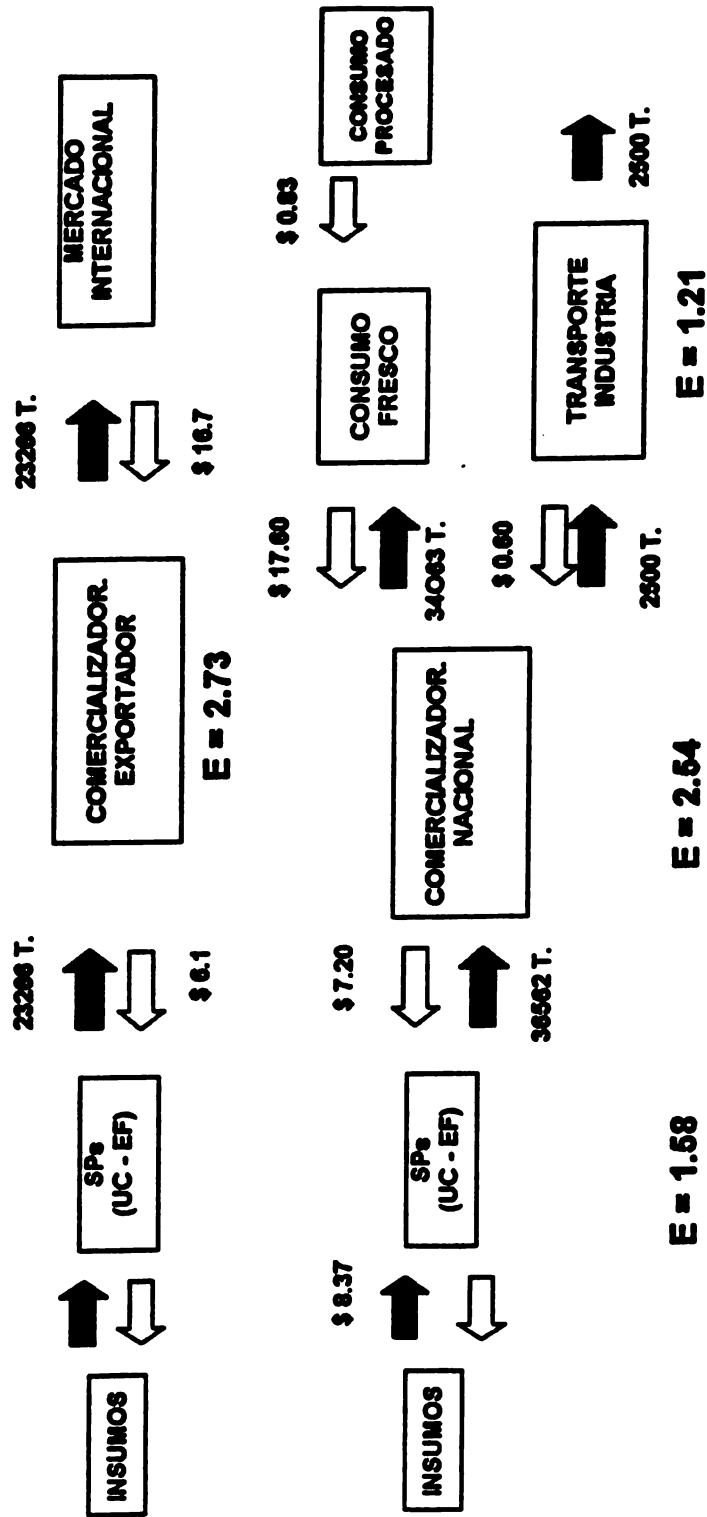 INSUMOS
SPs
(UC - EF)
23266 T.
$ 6.1
COMERCIALIZADOR.
EXPORTADOR
E = 2.73
23266 T.
$ 16.7
MERCADO
INTERNACIONAL
INSUMOS
$ 8.37
SPs
(UC - EF)
E = 1.58
$ 7.20
36562 T.
COMERCIALIZADOR.
NACIONAL
E = 2.54
$ 17.60
34063 T.
CONSUMO
FRESCO
$ 0.83
CONSUMO
PROCESADO
$ 0.60
2500 T.
TRANSPORTE
INDUSTRIA
2500 T.
E = 1.21